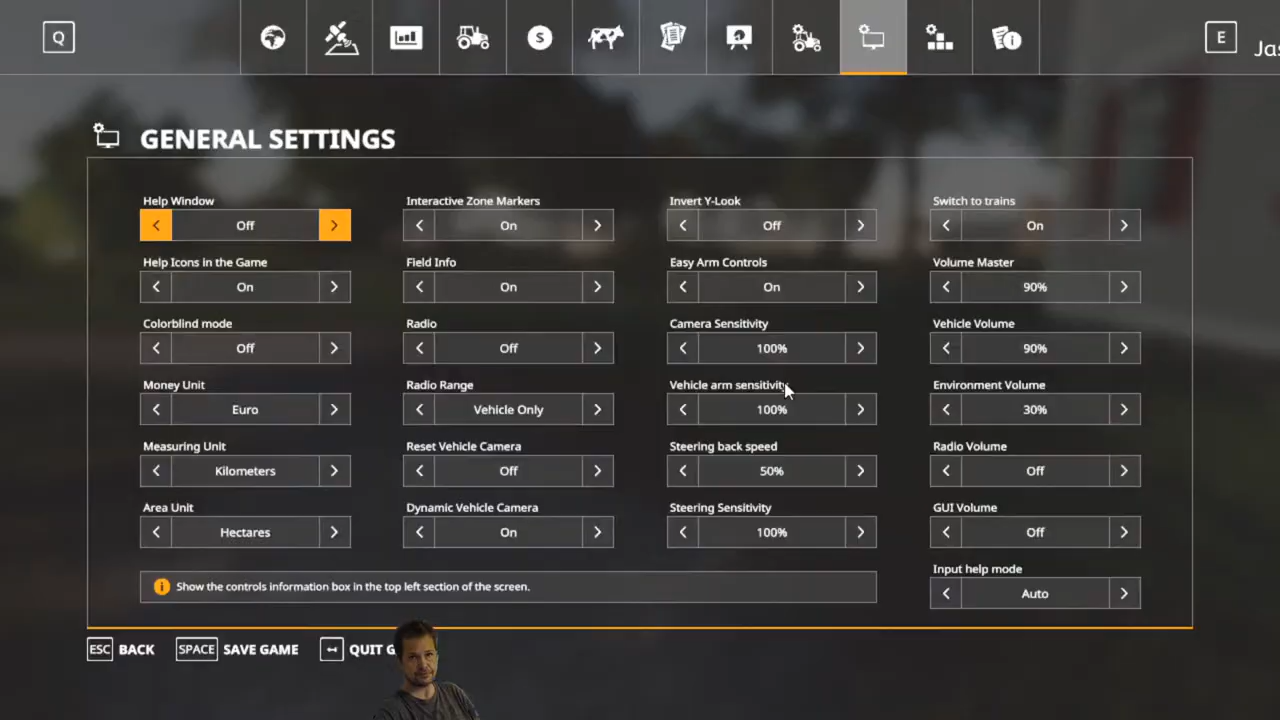 Q
E
Jas
GENERAL SETTINGS
Help Window
Off
Help Icons in the Game
On
Colorblind mode
Off
Money Unit
Euro
Measuring Unit
Kilometers
Area Unit
Hectares
Interactive Zone Markers
On
Field Info
On
Radio
Off
Radio Range
Vehicle Only
Reset Vehicle Camera
Off
Dynamic Vehicle Camera
On
Invert Y-Look
Off
Easy Arm Controls
On
Camera Sensitivity
100%
Vehicle arm sensitivity
100%
Steering back speed
50%
Steering Sensitivity
100%
Switch to trains
On
Volume Master
90%
Vehicle Volume
90%
Environment Volume
30%
Radio Volume
Off
GUI Volume
Off
Input help mode
Auto
Show the controls information box in the top left section of the screen.
ESC BACK SPACE SAVE GAME QUIT G